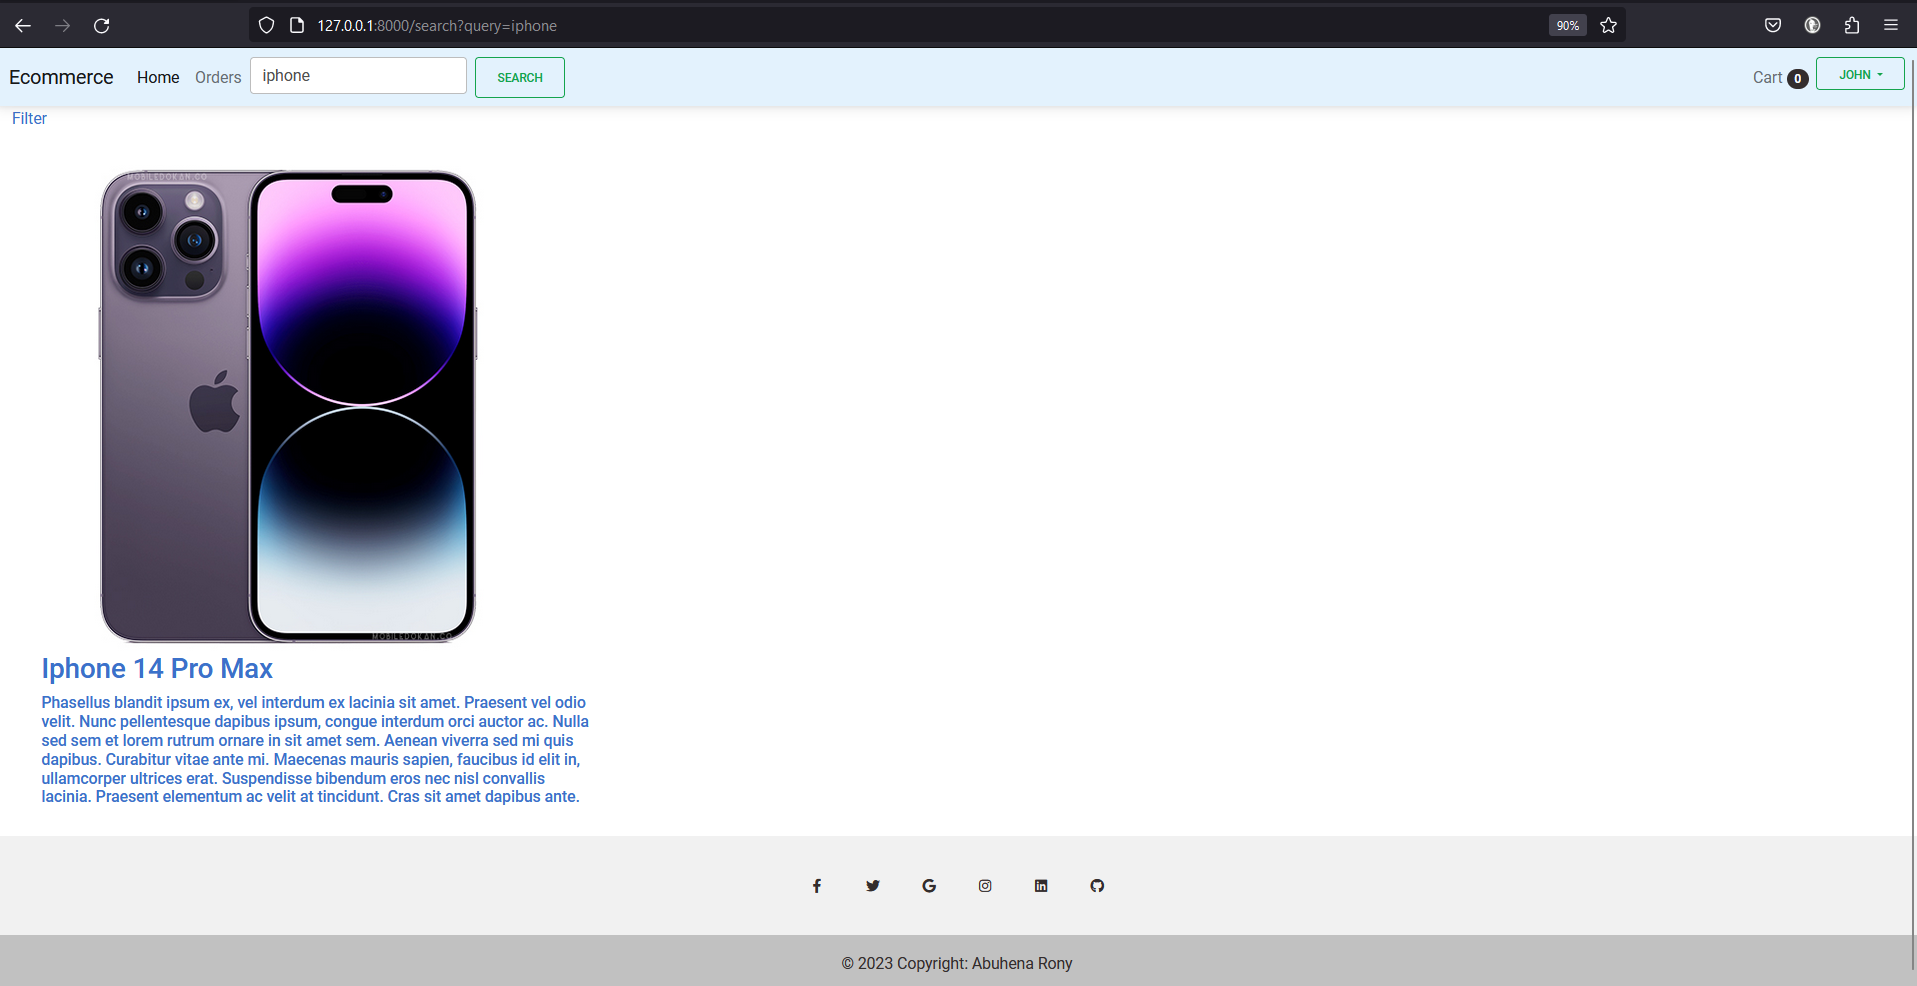 127.0.0.1:8000/search?query=iphone
90%
Ecommerce Home Orders iphone SEARCH Cart 0 JOHN
Filter
MOBILEDOKAN.CO
MOBILEDOKAN.CO
Iphone 14 Pro Max
Phasellus blandit ipsum ex, vel interdum ex lacinia sit amet. Praesent vel odio
velit. Nunc pellentesque dapibus ipsum, congue interdum orci auctor ac. Nulla
sed sem et lorem rutrum ornare in sit amet sem. Aenean viverra sed mi quis
dapibus. Curabitur vitae ante mi. Maecenas mauris sapien, faucibus id elit in,
ullamcorper ultrices erat. Suspendisse bibendum eros nec nisl convallis
lacinia. Praesent elementum ac velit at tincidunt. Cras sit amet dapibus ante.
© 2023 Copyright: Abuhena Rony